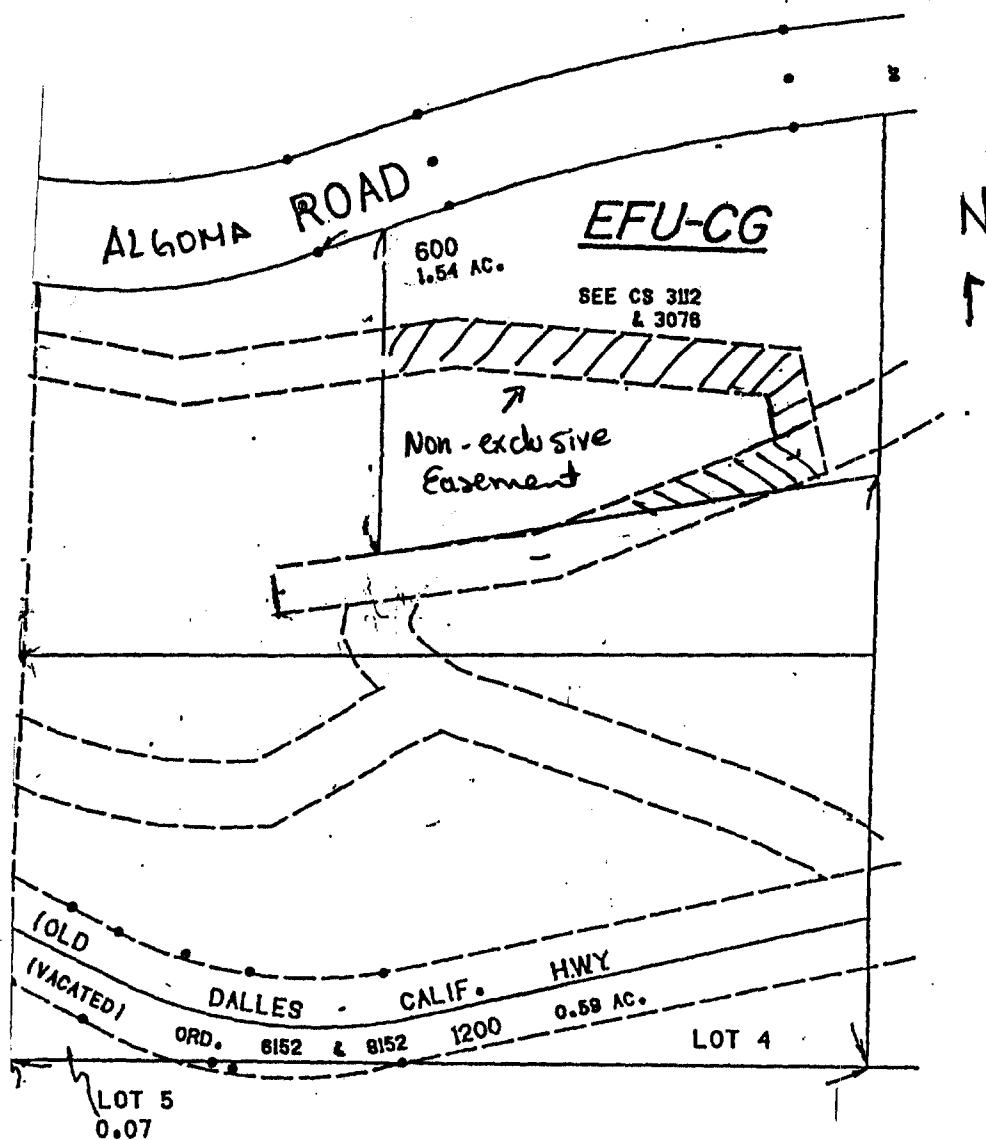 ALGOMA ROAD
EFU-CG
N
600
1.54 AC.
SEE CS 3112
& 3076
Non-exclusive
Easement
(OLD DALLES - CALIF. HWY
(VACATED) ORD. 6152 & 8152 1200 0.59 AC.
LOT 4
LOT 5
0.07